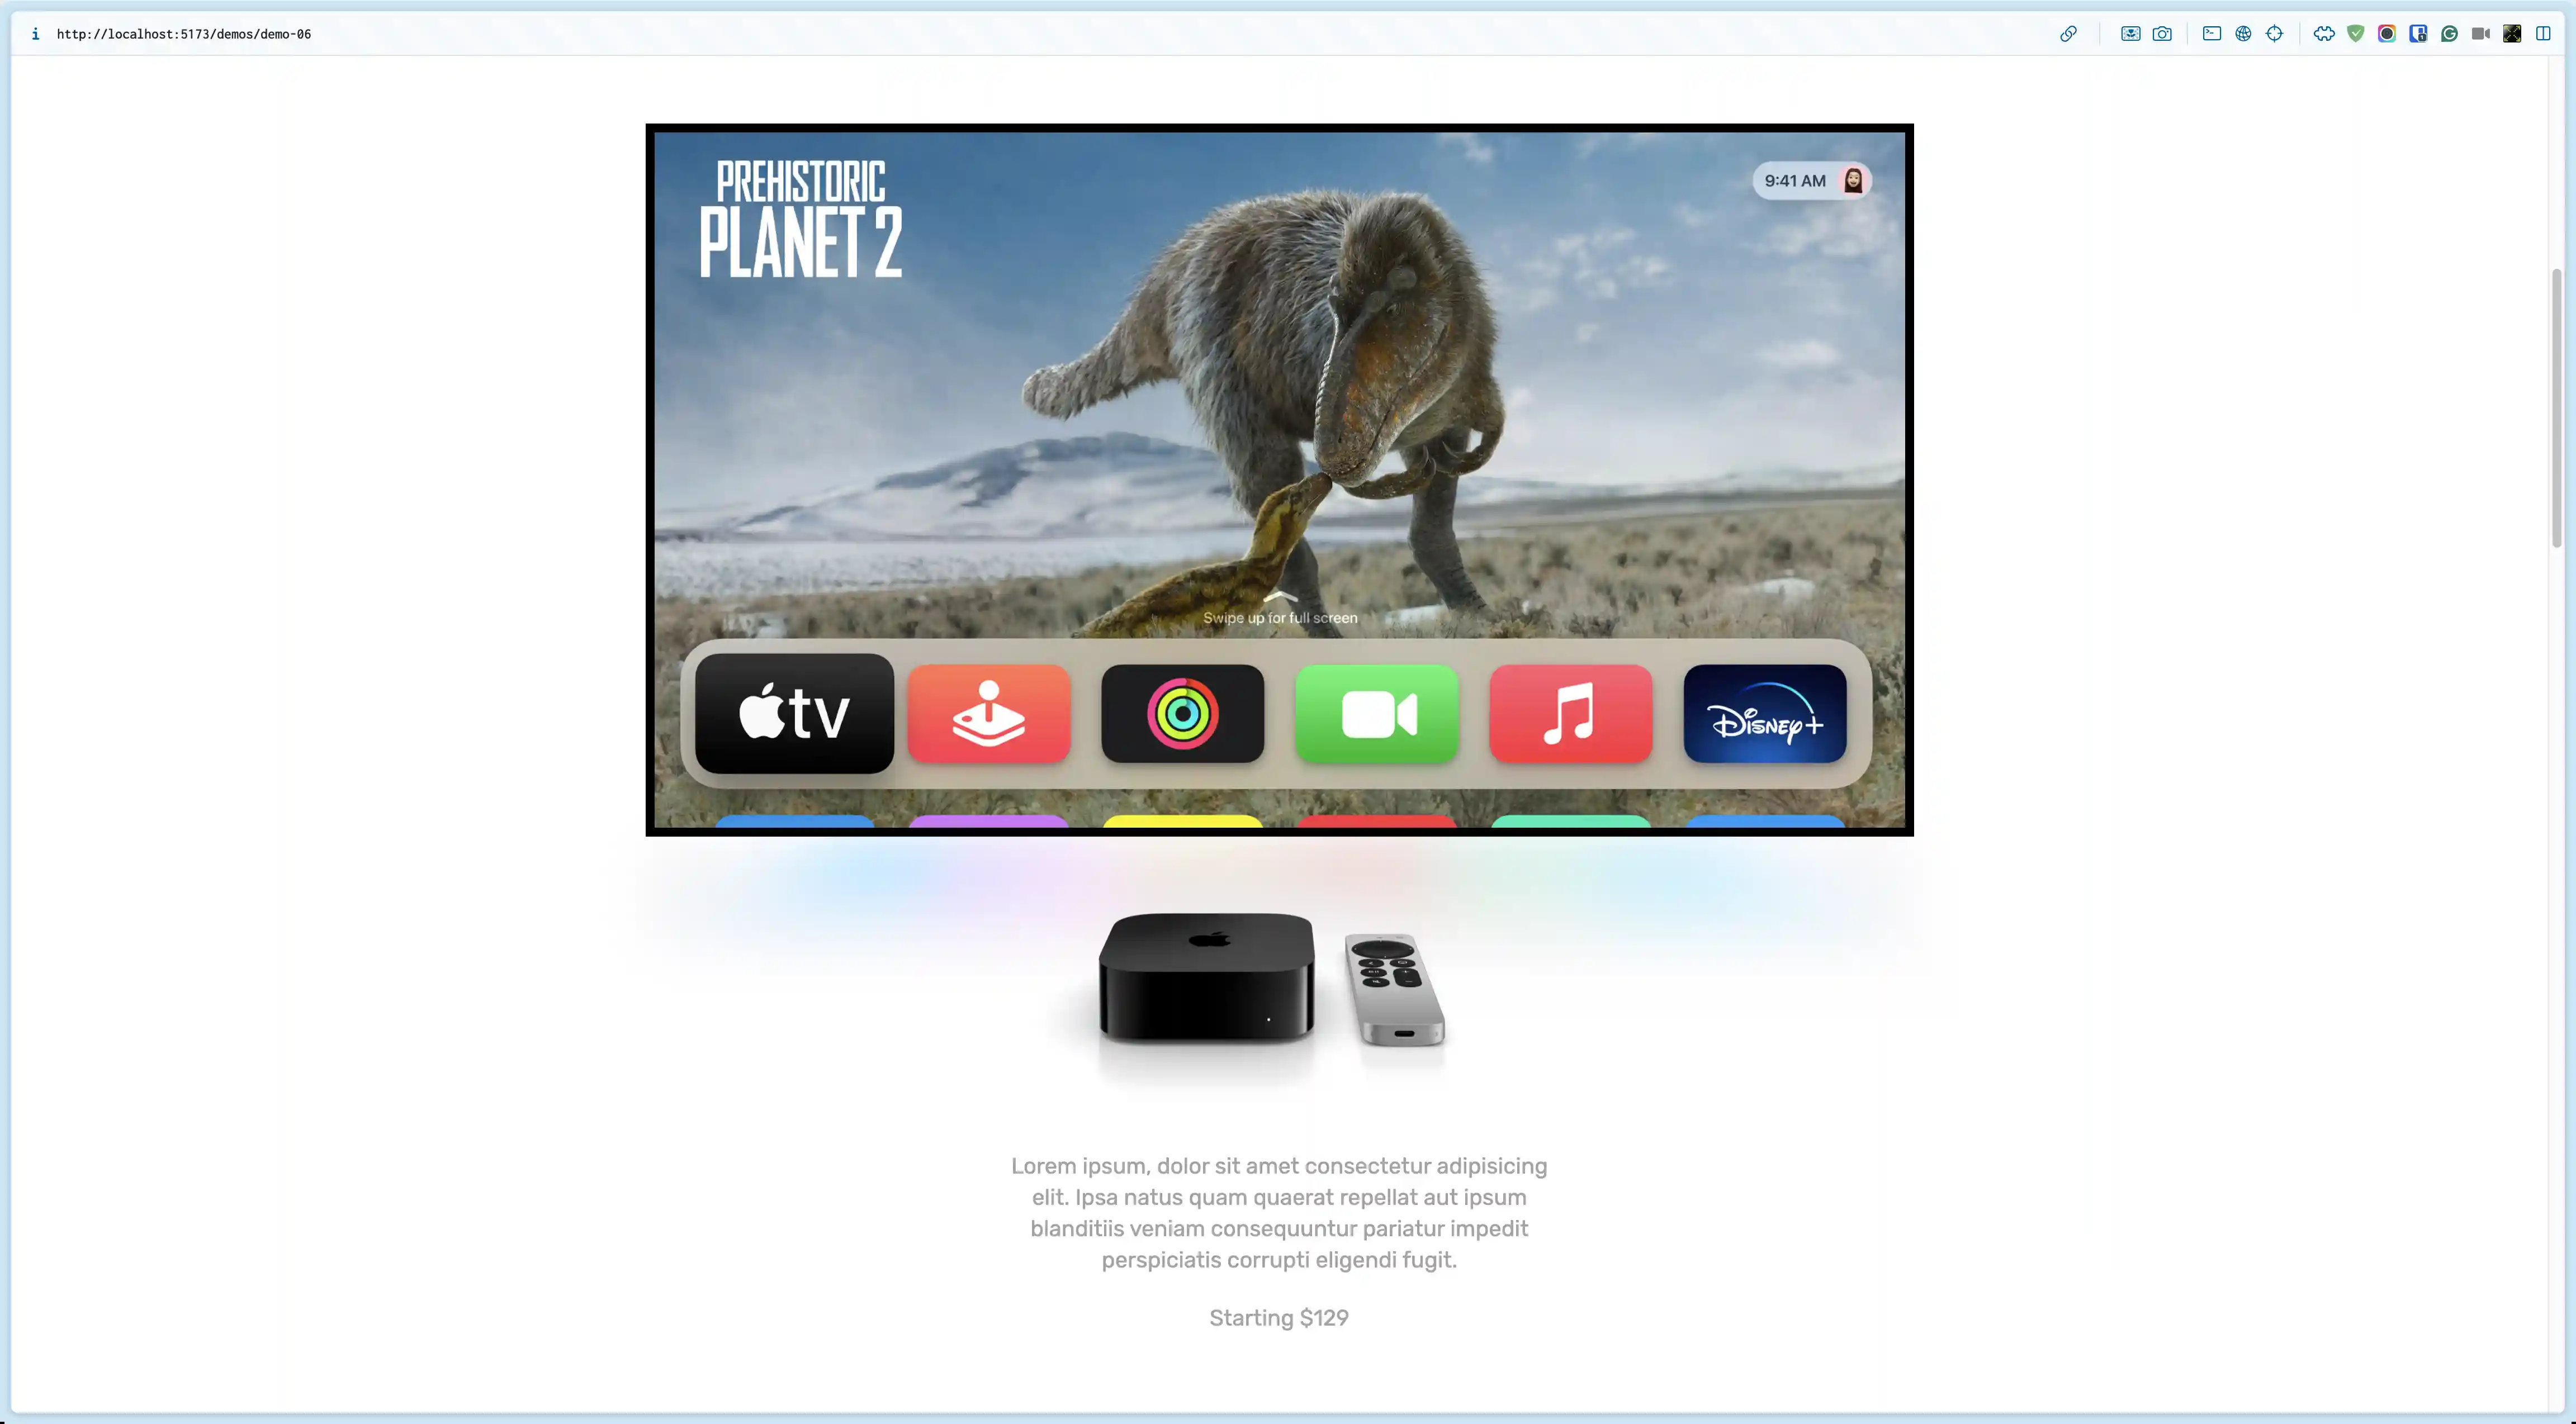 http://localhost:5173/demos/demo-06
PREHISTORIC
PLANET 2
9:41 AM
Swipe up for full screen
tv
Disney+
Lorem ipsum, dolor sit amet consectetur adipisicing
elit. Ipsa natus quam quaerat repellat aut ipsum
blanditiis veniam consequuntur pariatur impedit
perspiciatis corrupti eligendi fugit.
Starting $129